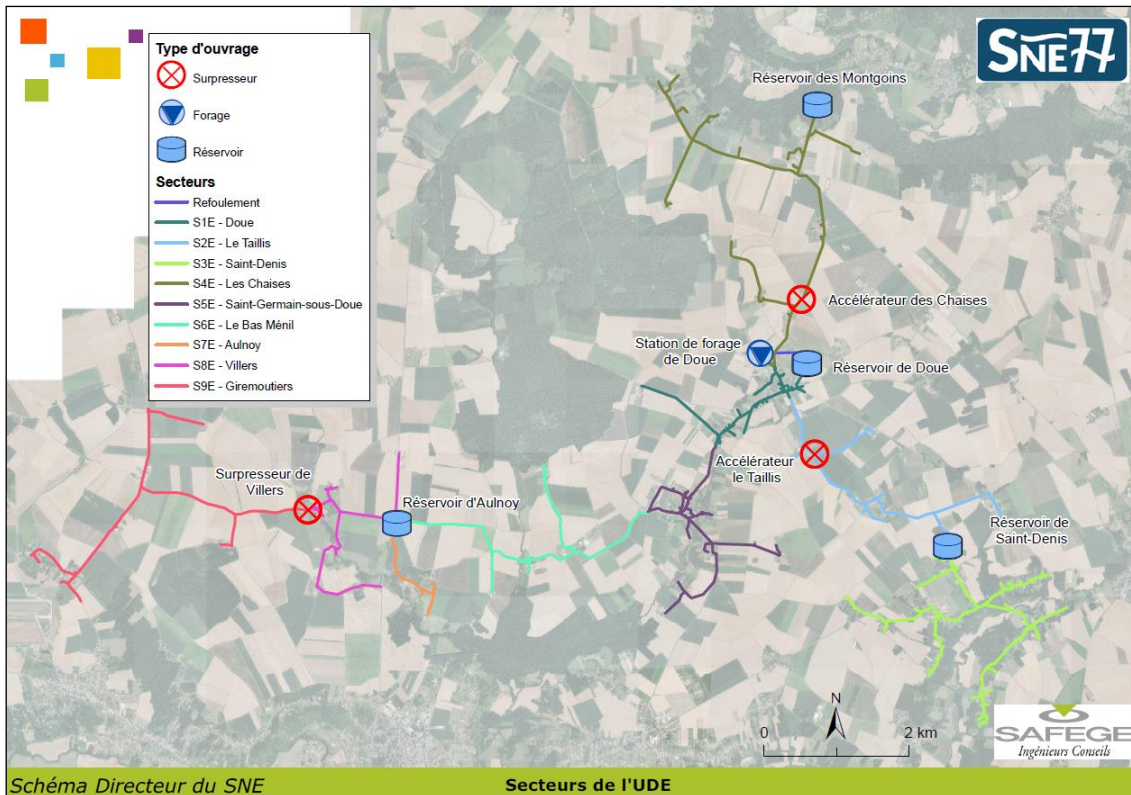 Type d'ouvrage
Surpresseur
Forage
Réservoir
Secteurs
Refoulement
S1E - Doue
S2E - Le Taillis
S3E - Saint-Denis
S4E - Les Chaises
S5E - Saint-Germain-sous-Doue
S6E - Le Bas Ménil
S7E - Aulnoy
S8E - Villers
S9E - Giremoutiers
SNE77
Réservoir des Montgoins
Accélérateur des Chaises
Station de forage
de Doue
Réservoir de Doue
Accélérateur
le Taillis
Surpresseur de
Villers
Réservoir d'Aulnoy
Réservoir de
Saint-Denis
N
0 2 km
SAFEGE
Ingénieurs Conseils
Schéma Directeur du SNE
Secteurs de l'UDE